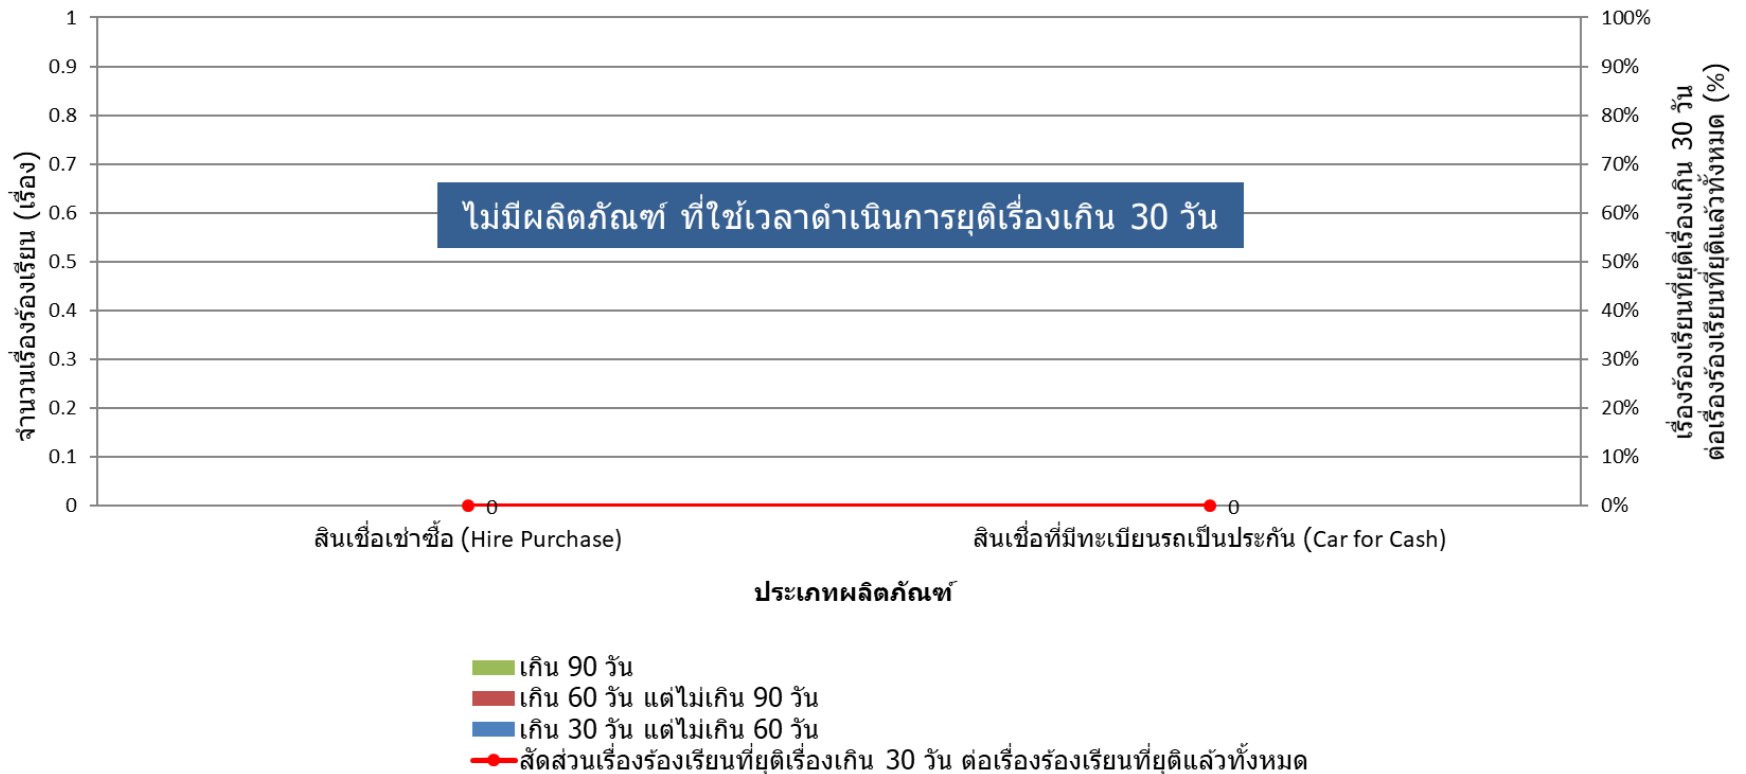 จำนวนเรื่องร้องเรียน (เรื่อง)
1
0.9
0.8
0.7
0.6
0.5
0.4
0.3
0.2
0.1
0
ไม่มีผลิตภัณฑ์ ที่ใช้เวลาดำเนินการยุติเรื่องเกิน 30 วัน
0
0
100%
90%
80%
70%
60%
50%
40%
30%
20%
10%
0%
เรื่องร้องเรียนที่ยุติเรื่องเกิน 30 วัน
ต่อเรื่องร้องเรียนที่ยุติแล้วทั้งหมด (%)
สินเชื่อเช่าซื้อ (Hire Purchase)
สินเชื่อที่มีทะเบียนรถเป็นประกัน (Car for Cash)
ประเภทผลิตภัณฑ์
เกิน 90 วัน
เกิน 60 วัน แต่ไม่เกิน 90 วัน
เกิน 30 วัน แต่ไม่เกิน 60 วัน
สัดส่วนเรื่องร้องเรียนที่ยุติเรื่องเกิน 30 วัน ต่อเรื่องร้องเรียนที่ยุติแล้วทั้งหมด